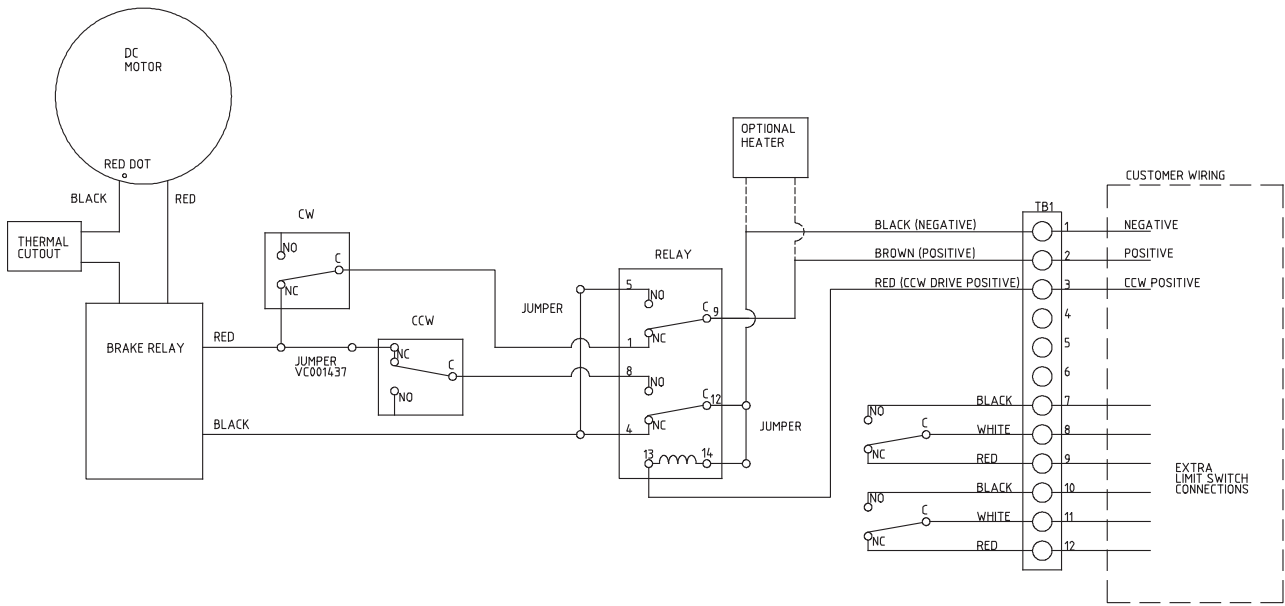 DC
MOTOR
RED DOT
BLACK
RED
THERMAL
CUTOUT
BRAKE RELAY
RED
BLACK
CW
NO
C
NC
JUMPER
VC001437
CCW
NC
C
NO
JUMPER
RELAY
5
NO
C
9
NC
1
8
NO
C
12
NC
4
13
14
JUMPER
OPTIONAL
HEATER
BLACK (NEGATIVE)
BROWN (POSITIVE)
RED (CCW DRIVE POSITIVE)
TB1
1
2
3
4
5
6
7
8
9
10
11
12
NO
C
NC
BLACK
WHITE
RED
NO
C
NC
BLACK
WHITE
RED
CUSTOMER WIRING
NEGATIVE
POSITIVE
CCW POSITIVE
EXTRA
LIMIT SWITCH
CONNECTIONS